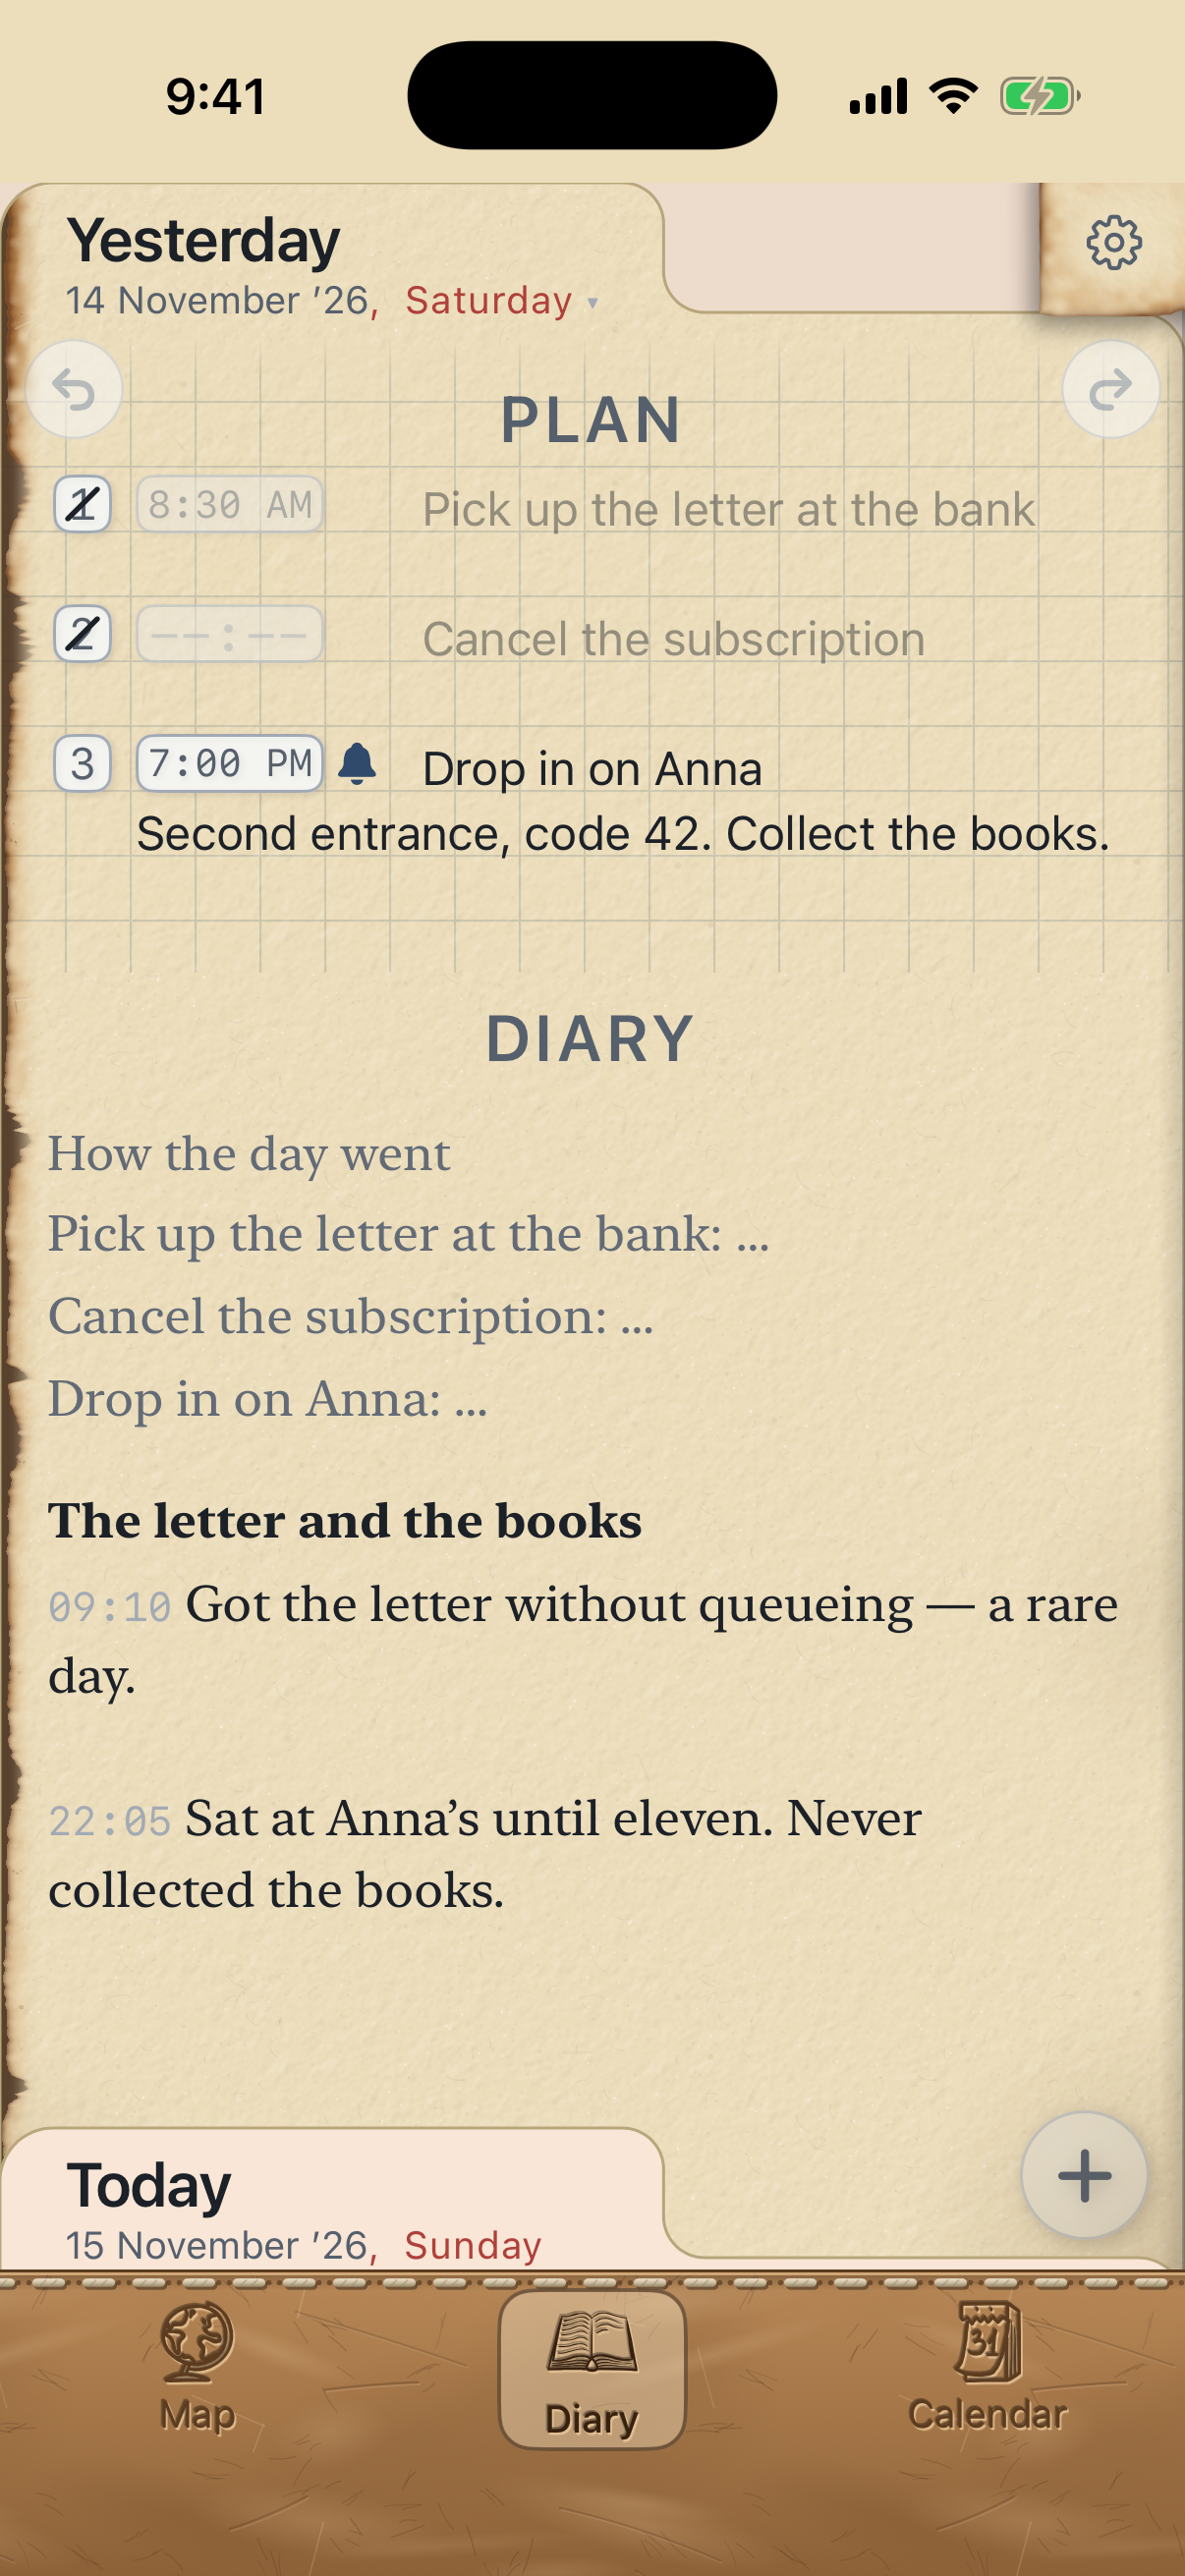 9:41
Yesterday
14 November ’26, Saturday ▾
PLAN
1 8:30 AM Pick up the letter at the bank
2 --:-- Cancel the subscription
3 7:00 PM Drop in on Anna
Second entrance, code 42. Collect the books.
DIARY
How the day went
Pick up the letter at the bank: ...
Cancel the subscription: ...
Drop in on Anna: ...
The letter and the books
09:10 Got the letter without queueing — a rare
day.
22:05 Sat at Anna’s until eleven. Never
collected the books.
Today
15 November ’26, Sunday
31
Map Diary Calendar